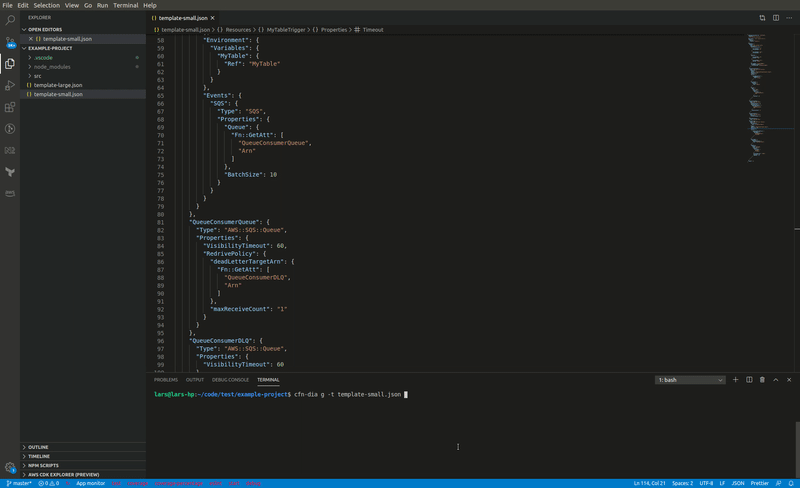 File Edit Selection View Go Run Terminal Help
EXPLORER
OPEN EDITORS
template-small.json
EXAMPLE-PROJECT
.vscode
node_modules
src
template-large.json
template-small.json
OUTLINE
TIMELINE
NPM SCRIPTS
AWS CDK EXPLORER (PREVIEW)
template-small.json
template-small.json > {} Resources > {} MyTableTrigger > {} Properties > Timeout
58 "Environment": {
59 "Variables": {
60 "MyTable": {
61 "Ref": "MyTable"
62 }
63 }
64 },
65 "Events": {
66 "SQS": {
67 "Type": "SQS",
68 "Properties": {
69 "Queue": {
70 "Fn::GetAtt": [
71 "QueueConsumerQueue",
72 "Arn"
73 ]
74 },
75 "BatchSize": 10
76 }
77 }
78 }
79 }
80 },
81 "QueueConsumerQueue": {
82 "Type": "AWS::SQS::Queue",
83 "Properties": {
84 "VisibilityTimeout": 60,
85 "RedrivePolicy": {
86 "deadLetterTargetArn": {
87 "Fn::GetAtt": [
88 "QueueConsumerDLQ",
89 "Arn"
90 ]
91 },
92 "maxReceiveCount": "1"
93 }
94 }
95 },
96 "QueueConsumerDLQ": {
97 "Type": "AWS::SQS::Queue",
98 "Properties": {
99 "VisibilityTimeout": 60
PROBLEMS OUTPUT DEBUG CONSOLE TERMINAL
1: bash
lars@lars-hp:~/code/test/example-project$ cfn-dia g -t template-small.json
master* 0 0 App monitor
Ln 114, Col 21 Spaces: 2 UTF-8 LF JSON Prettier